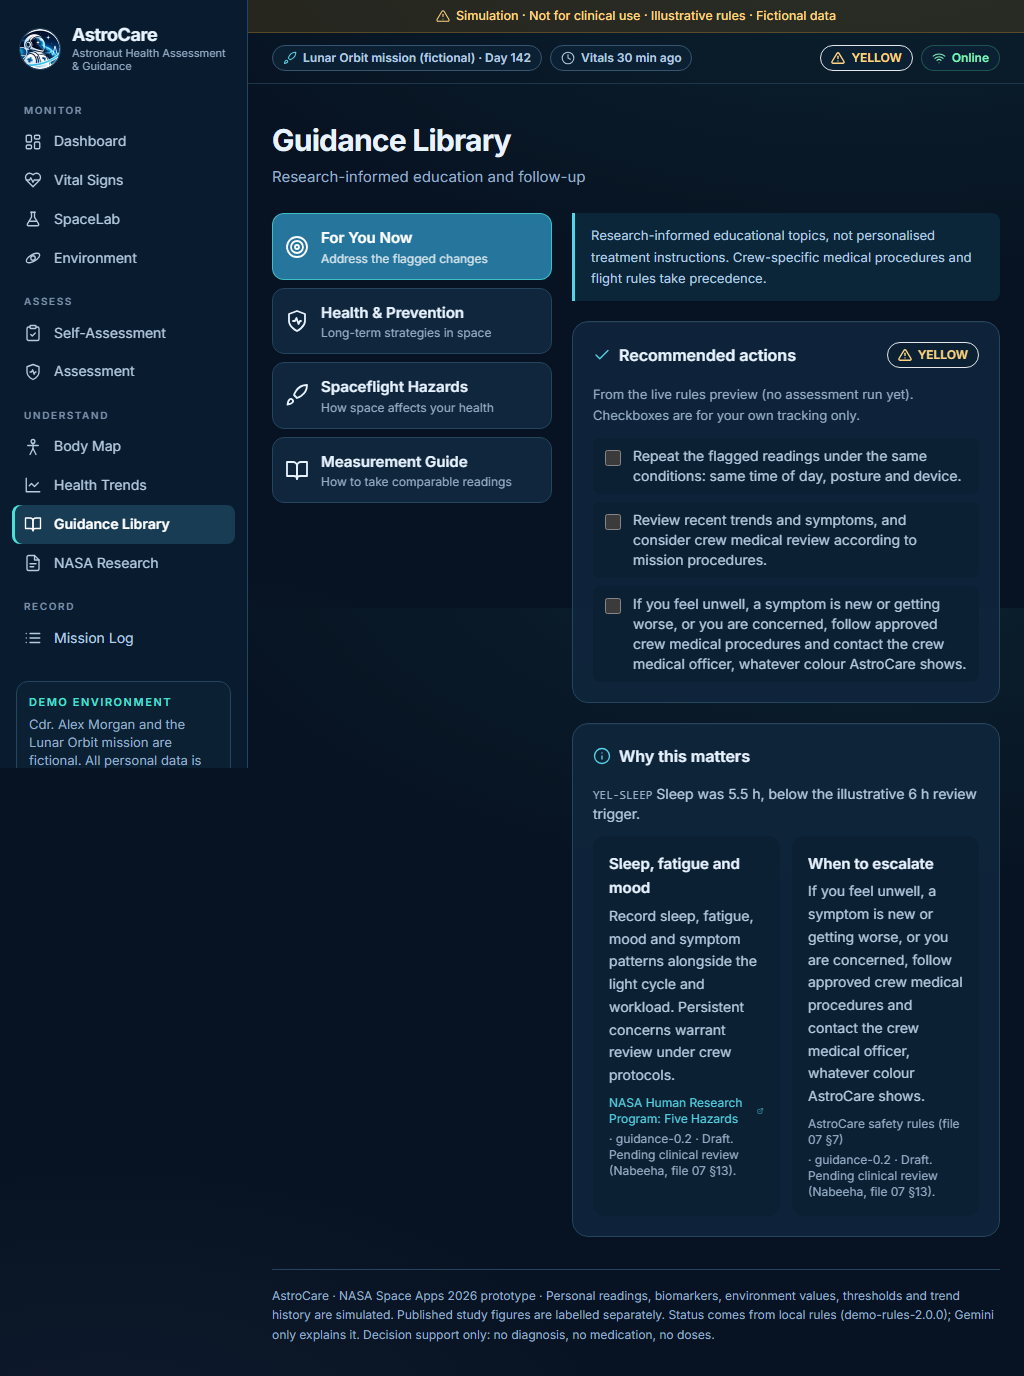 AstroCare
Astronaut Health Assessment
& Guidance
MONITOR
Dashboard
Vital Signs
SpaceLab
Environment
ASSESS
Self-Assessment
Assessment
UNDERSTAND
Body Map
Health Trends
Guidance Library
NASA Research
RECORD
Mission Log
DEMO ENVIRONMENT
Cdr. Alex Morgan and the
Lunar Orbit mission are
fictional. All personal data is
Simulation · Not for clinical use · Illustrative rules · Fictional data
Lunar Orbit mission (fictional) · Day 142
Vitals 30 min ago
YELLOW
Online
Guidance Library
Research-informed education and follow-up
For You Now
Address the flagged changes
Health & Prevention
Long-term strategies in space
Spaceflight Hazards
How space affects your health
Measurement Guide
How to take comparable readings
Research-informed educational topics, not personalised
treatment instructions. Crew-specific medical procedures and
flight rules take precedence.
Recommended actions
YELLOW
From the live rules preview (no assessment run yet).
Checkboxes are for your own tracking only.
Repeat the flagged readings under the same
conditions: same time of day, posture and device.
Review recent trends and symptoms, and
consider crew medical review according to
mission procedures.
If you feel unwell, a symptom is new or getting
worse, or you are concerned, follow approved
crew medical procedures and contact the crew
medical officer, whatever colour AstroCare shows.
Why this matters
YEL-SLEEP Sleep was 5.5 h, below the illustrative 6 h review
trigger.
Sleep, fatigue and
mood
Record sleep, fatigue,
mood and symptom
patterns alongside the
light cycle and
workload. Persistent
concerns warrant
review under crew
protocols.
NASA Human Research
Program: Five Hazards
· guidance-0.2 · Draft.
Pending clinical review
(Nabeeha, file 07 §13).
When to escalate
If you feel unwell, a
symptom is new or
getting worse, or you
are concerned, follow
approved crew medical
procedures and
contact the crew
medical officer,
whatever colour
AstroCare shows.
AstroCare safety rules (file
07 §7)
· guidance-0.2 · Draft.
Pending clinical review
(Nabeeha, file 07 §13).
AstroCare · NASA Space Apps 2026 prototype · Personal readings, biomarkers, environment values, thresholds and trend
history are simulated. Published study figures are labelled separately. Status comes from local rules (demo-rules-2.0.0); Gemini
only explains it. Decision support only: no diagnosis, no medication, no doses.